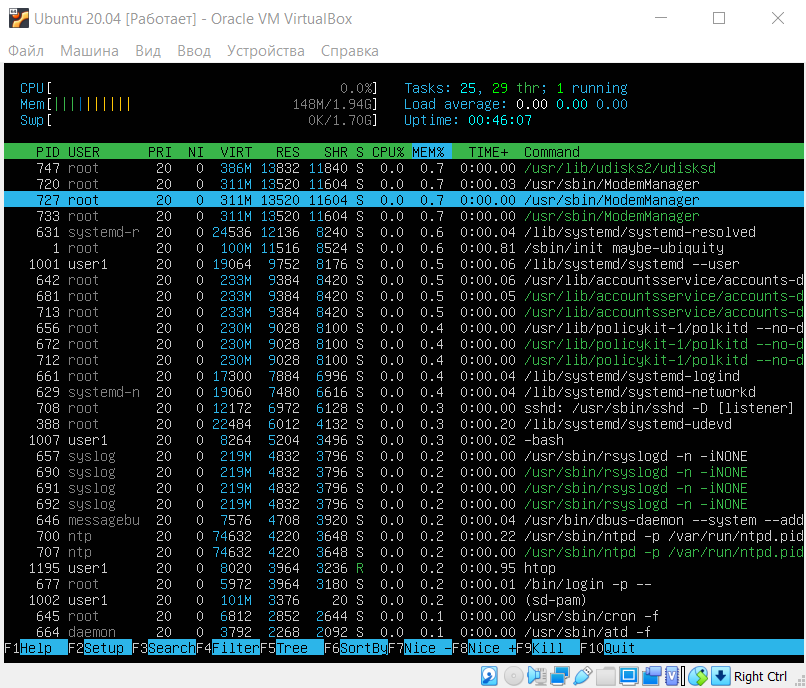 Ubuntu 20.04 [Работает] - Oracle VM VirtualBox
Файл Машина Вид Ввод Устройства Справка
CPU[ 0.0%] Tasks: 25, 29 thr; 1 running
Mem[||||||||||| 148M/1.94G] Load average: 0.00 0.00 0.00
Swp[ 0K/1.70G] Uptime: 00:46:07
PID USER PRI NI VIRT RES SHR S CPU% MEM% TIME+ Command
747 root 20 0 386M 13832 11840 S 0.0 0.7 0:00.00 /usr/lib/udisks2/udisksd
720 root 20 0 311M 13520 11604 S 0.0 0.7 0:00.03 /usr/sbin/ModemManager
727 root 20 0 311M 13520 11604 S 0.0 0.7 0:00.00 /usr/sbin/ModemManager
733 root 20 0 311M 13520 11604 S 0.0 0.7 0:00.00 /usr/sbin/ModemManager
631 systemd-r 20 0 24536 12136 8240 S 0.0 0.6 0:00.04 /lib/systemd/systemd-resolved
1 root 20 0 100M 11516 8524 S 0.0 0.6 0:00.81 /sbin/init maybe-ubiquity
1001 user1 20 0 19064 9752 8176 S 0.0 0.5 0:00.06 /lib/systemd/systemd --user
642 root 20 0 233M 9384 8420 S 0.0 0.5 0:00.06 /usr/lib/accountsservice/accounts-d
681 root 20 0 233M 9384 8420 S 0.0 0.5 0:00.05 /usr/lib/accountsservice/accounts-d
713 root 20 0 233M 9384 8420 S 0.0 0.5 0:00.00 /usr/lib/accountsservice/accounts-d
656 root 20 0 230M 9028 8100 S 0.0 0.4 0:00.00 /usr/lib/policykit-1/polkitd --no-d
672 root 20 0 230M 9028 8100 S 0.0 0.4 0:00.00 /usr/lib/policykit-1/polkitd --no-d
712 root 20 0 230M 9028 8100 S 0.0 0.4 0:00.00 /usr/lib/policykit-1/polkitd --no-d
661 root 20 0 17300 7884 6996 S 0.0 0.4 0:00.04 /lib/systemd/systemd-logind
629 systemd-n 20 0 19060 7480 6616 S 0.0 0.4 0:00.04 /lib/systemd/systemd-networkd
708 root 20 0 12172 6972 6128 S 0.0 0.3 0:00.00 sshd: /usr/sbin/sshd -D [listener]
388 root 20 0 22484 6012 4132 S 0.0 0.3 0:00.20 /lib/systemd/systemd-udevd
1007 user1 20 0 8264 5204 3496 S 0.0 0.3 0:00.02 -bash
657 syslog 20 0 219M 4832 3796 S 0.0 0.2 0:00.00 /usr/sbin/rsyslogd -n -iNONE
690 syslog 20 0 219M 4832 3796 S 0.0 0.2 0:00.00 /usr/sbin/rsyslogd -n -iNONE
691 syslog 20 0 219M 4832 3796 S 0.0 0.2 0:00.00 /usr/sbin/rsyslogd -n -iNONE
692 syslog 20 0 219M 4832 3796 S 0.0 0.2 0:00.00 /usr/sbin/rsyslogd -n -iNONE
646 messagebu 20 0 7576 4708 3920 S 0.0 0.2 0:00.04 /usr/bin/dbus-daemon --system --add
700 ntp 20 0 74632 4220 3648 S 0.0 0.2 0:00.22 /usr/sbin/ntpd -p /var/run/ntpd.pid
707 ntp 20 0 74632 4220 3648 S 0.0 0.2 0:00.00 /usr/sbin/ntpd -p /var/run/ntpd.pid
1195 user1 20 0 8020 3964 3236 R 0.0 0.2 0:00.95 htop
677 root 20 0 5972 3964 3180 S 0.0 0.2 0:00.01 /bin/login -p --
1002 user1 20 0 101M 3376 20 S 0.0 0.2 0:00.00 (sd-pam)
645 root 20 0 6812 2852 2644 S 0.0 0.1 0:00.00 /usr/sbin/cron -f
664 daemon 20 0 3792 2268 2092 S 0.0 0.1 0:00.00 /usr/sbin/atd -f
F1Help F2Setup F3SearchF4FilterF5Tree F6SortByF7Nice -F8Nice +F9Kill F10Quit
Right Ctrl